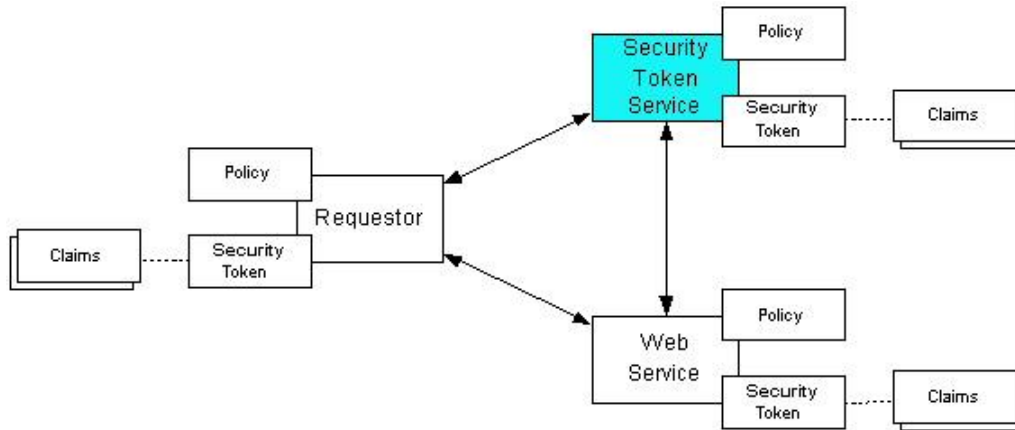 Policy
Security
Token
Service
Security
Token
Claims
Policy
Requestor
Claims
Security
Token
Policy
Web
Service
Security
Token
Claims